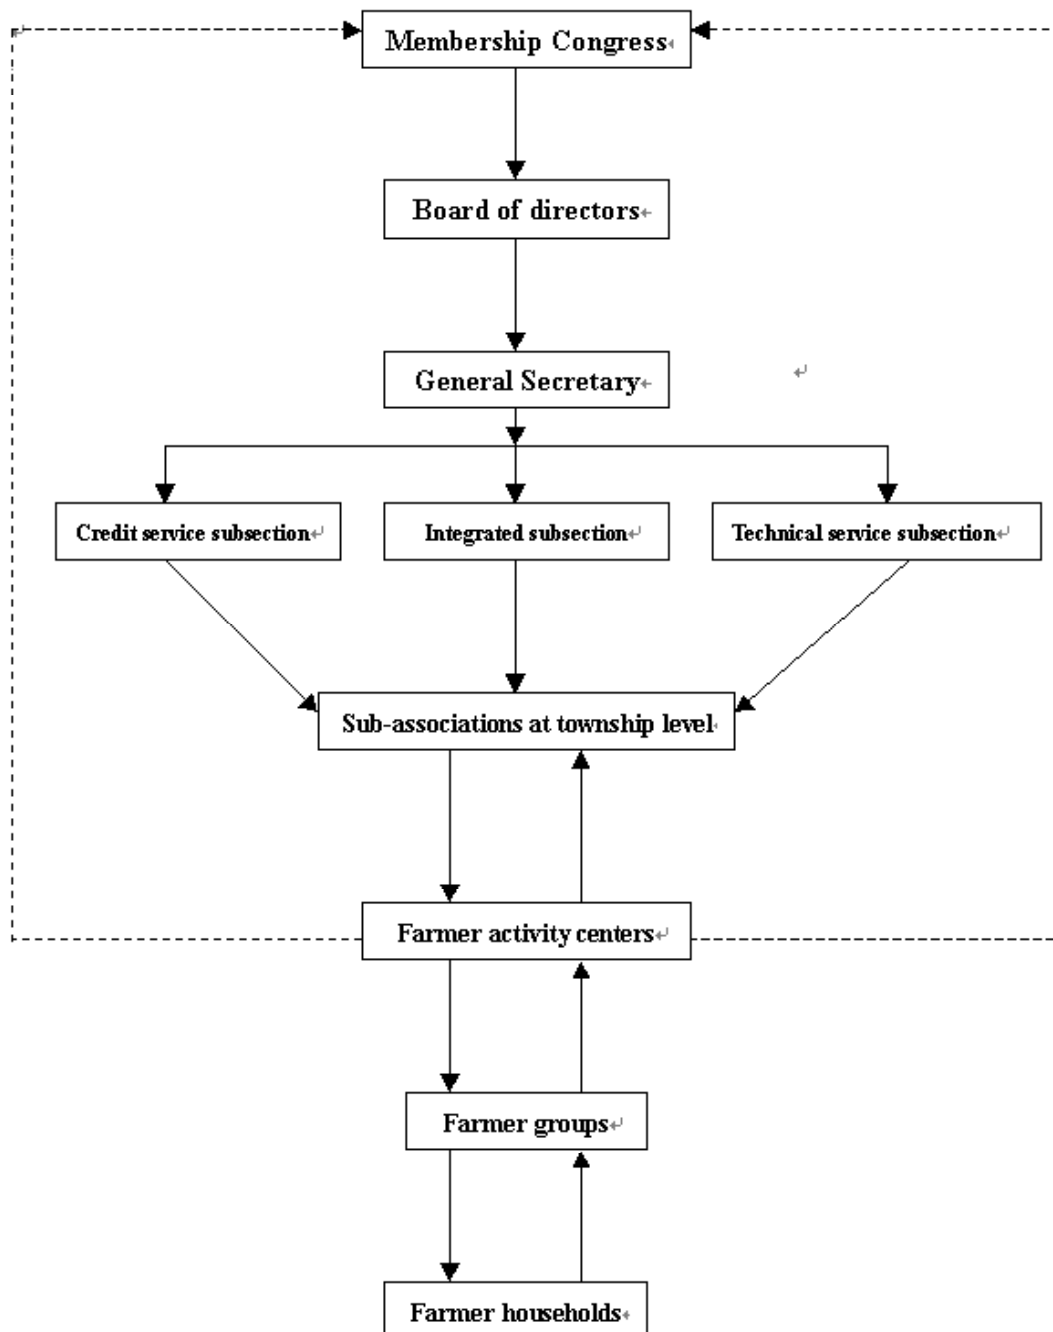 Membership Congress
Board of directors
General Secretary
Credit service subsection
Integrated subsection
Technical service subsection
Sub-associations at township level
Farmer activity centers
Farmer groups
Farmer households